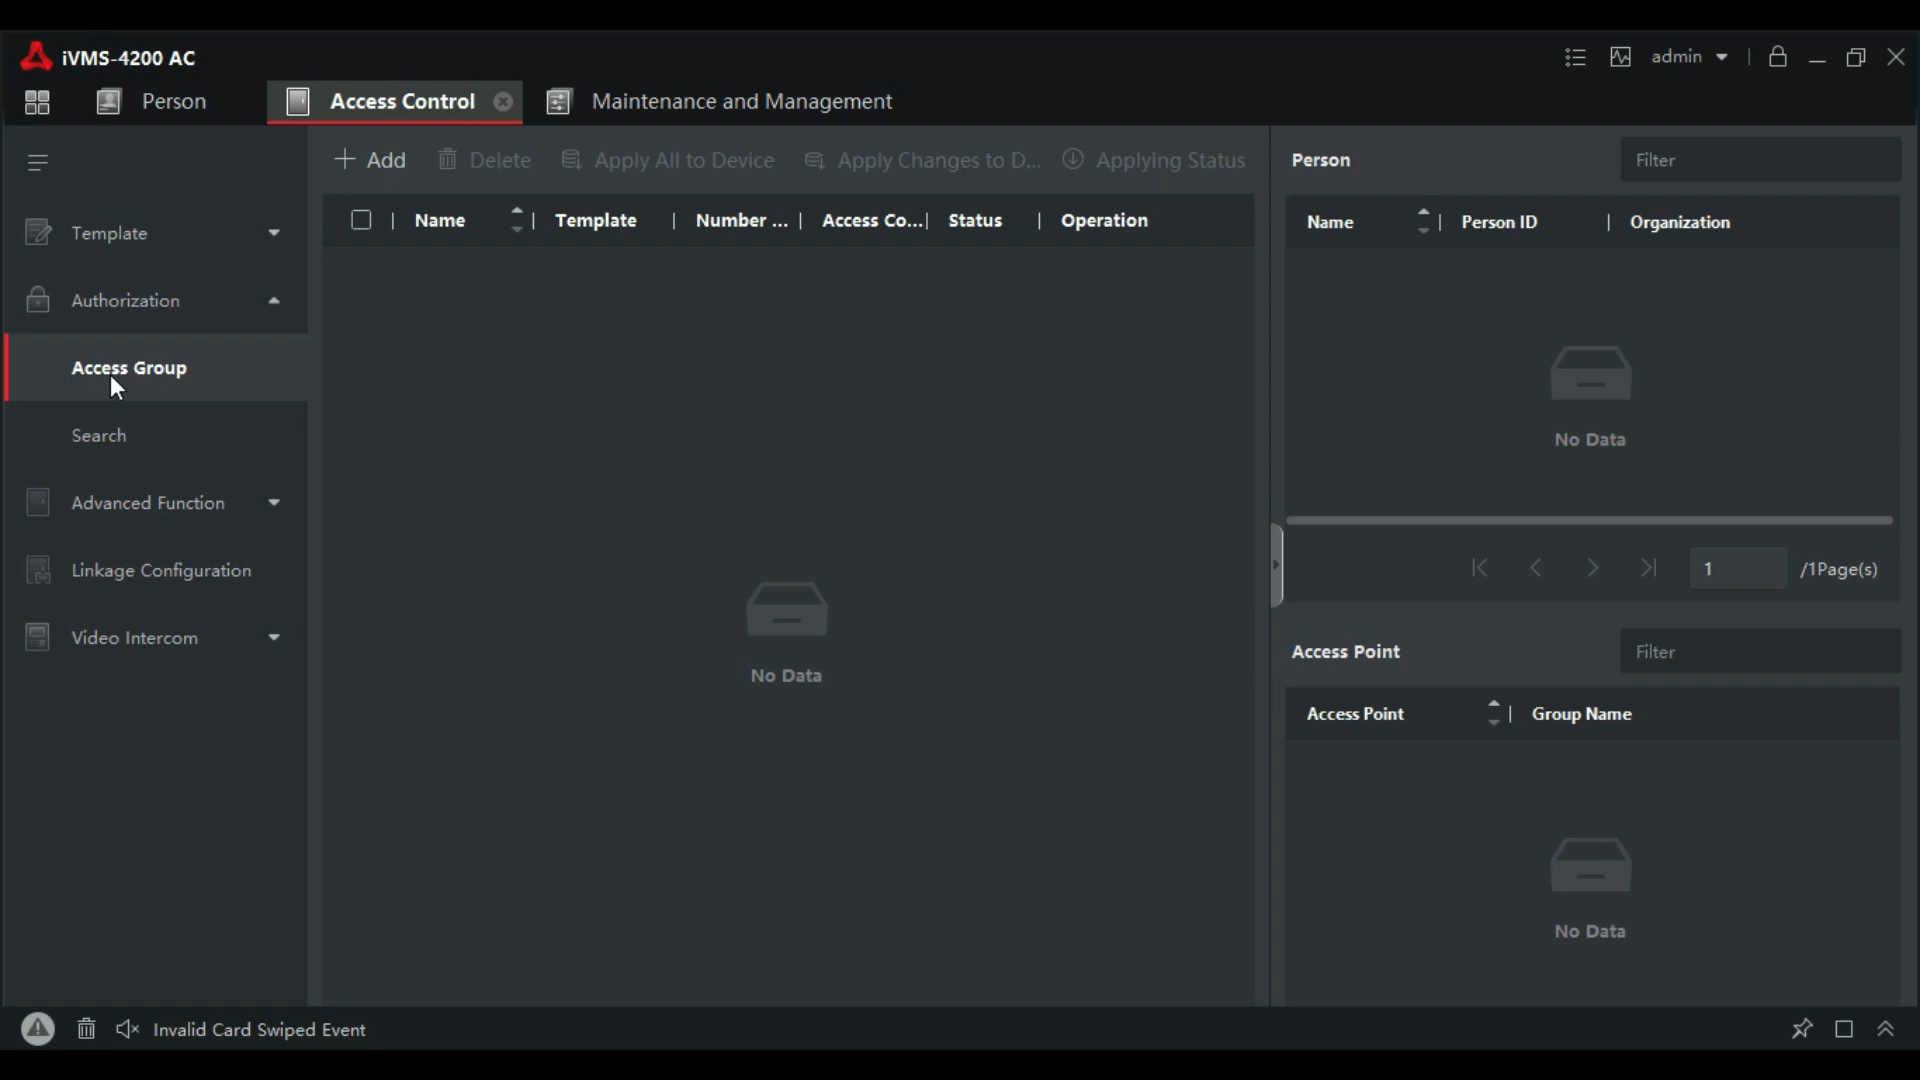 iVMS-4200 AC
admin
Person
Access Control
Maintenance and Management
Add
Delete
Apply All to Device
Apply Changes to D...
Applying Status
Name
Template
Number ...
Access Co...
Status
Operation
No Data
Template
Authorization
Access Group
Search
Advanced Function
Linkage Configuration
Video Intercom
Person
Filter
Name
Person ID
Organization
No Data
1
/1Page(s)
Access Point
Filter
Access Point
Group Name
No Data
Invalid Card Swiped Event